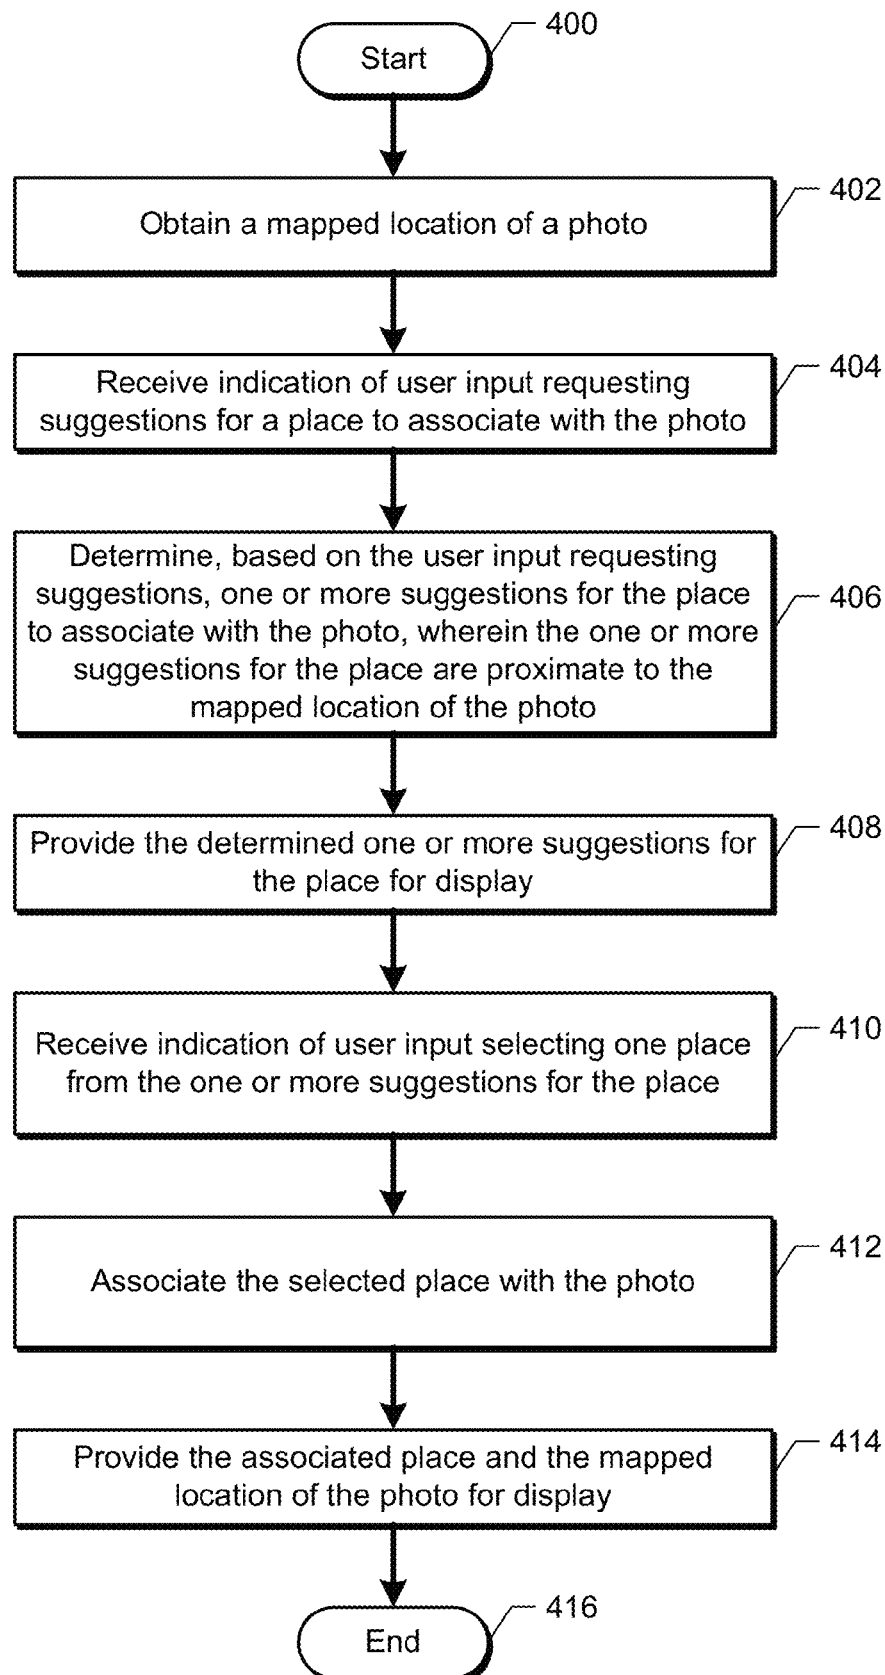 400
Start
402
Obtain a mapped location of a photo
404
Receive indication of user input requesting
suggestions for a place to associate with the photo
Determine, based on the user input requesting
suggestions, one or more suggestions for the place
406
to associate with the photo, wherein the one or more
suggestions for the place are proximate to the
mapped location of the photo
408
Provide the determined one or more suggestions for
the place for display
410
Receive indication of user input selecting one place
from the one or more suggestions for the place
412
Associate the selected place with the photo
414
Provide the associated place and the mapped
location of the photo for display
416
End